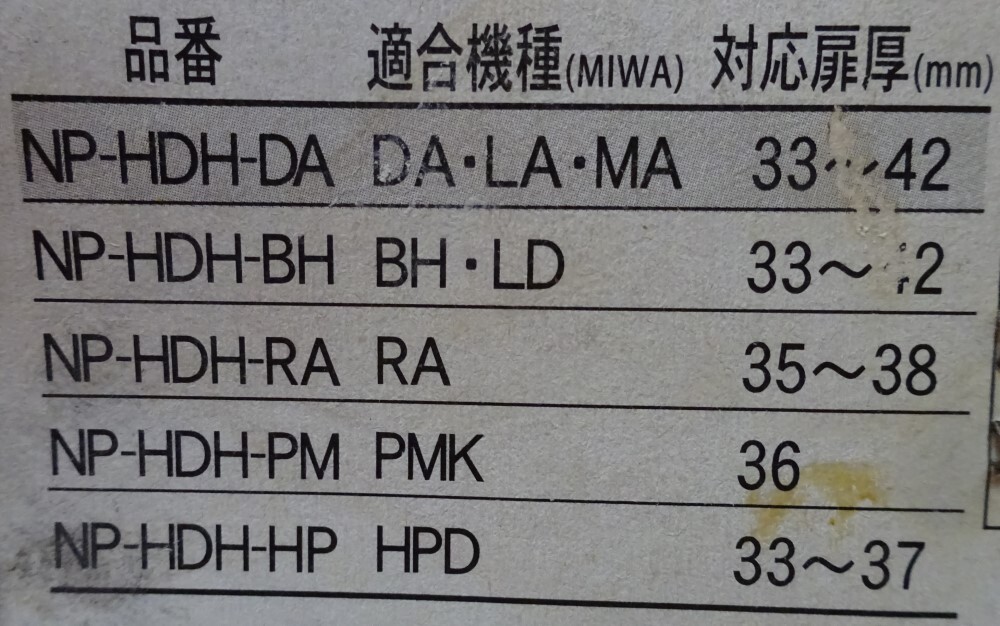 品番 適合機種(MIWA) 対応扉厚(mm)
NP-HDH-DA DA・LA・MA 33～42
NP-HDH-BH BH・LD 33～
NP-HDH-RA RA 35～38
NP-HDH-PM PMK 36
NP-HDH-HP HPD 33～37